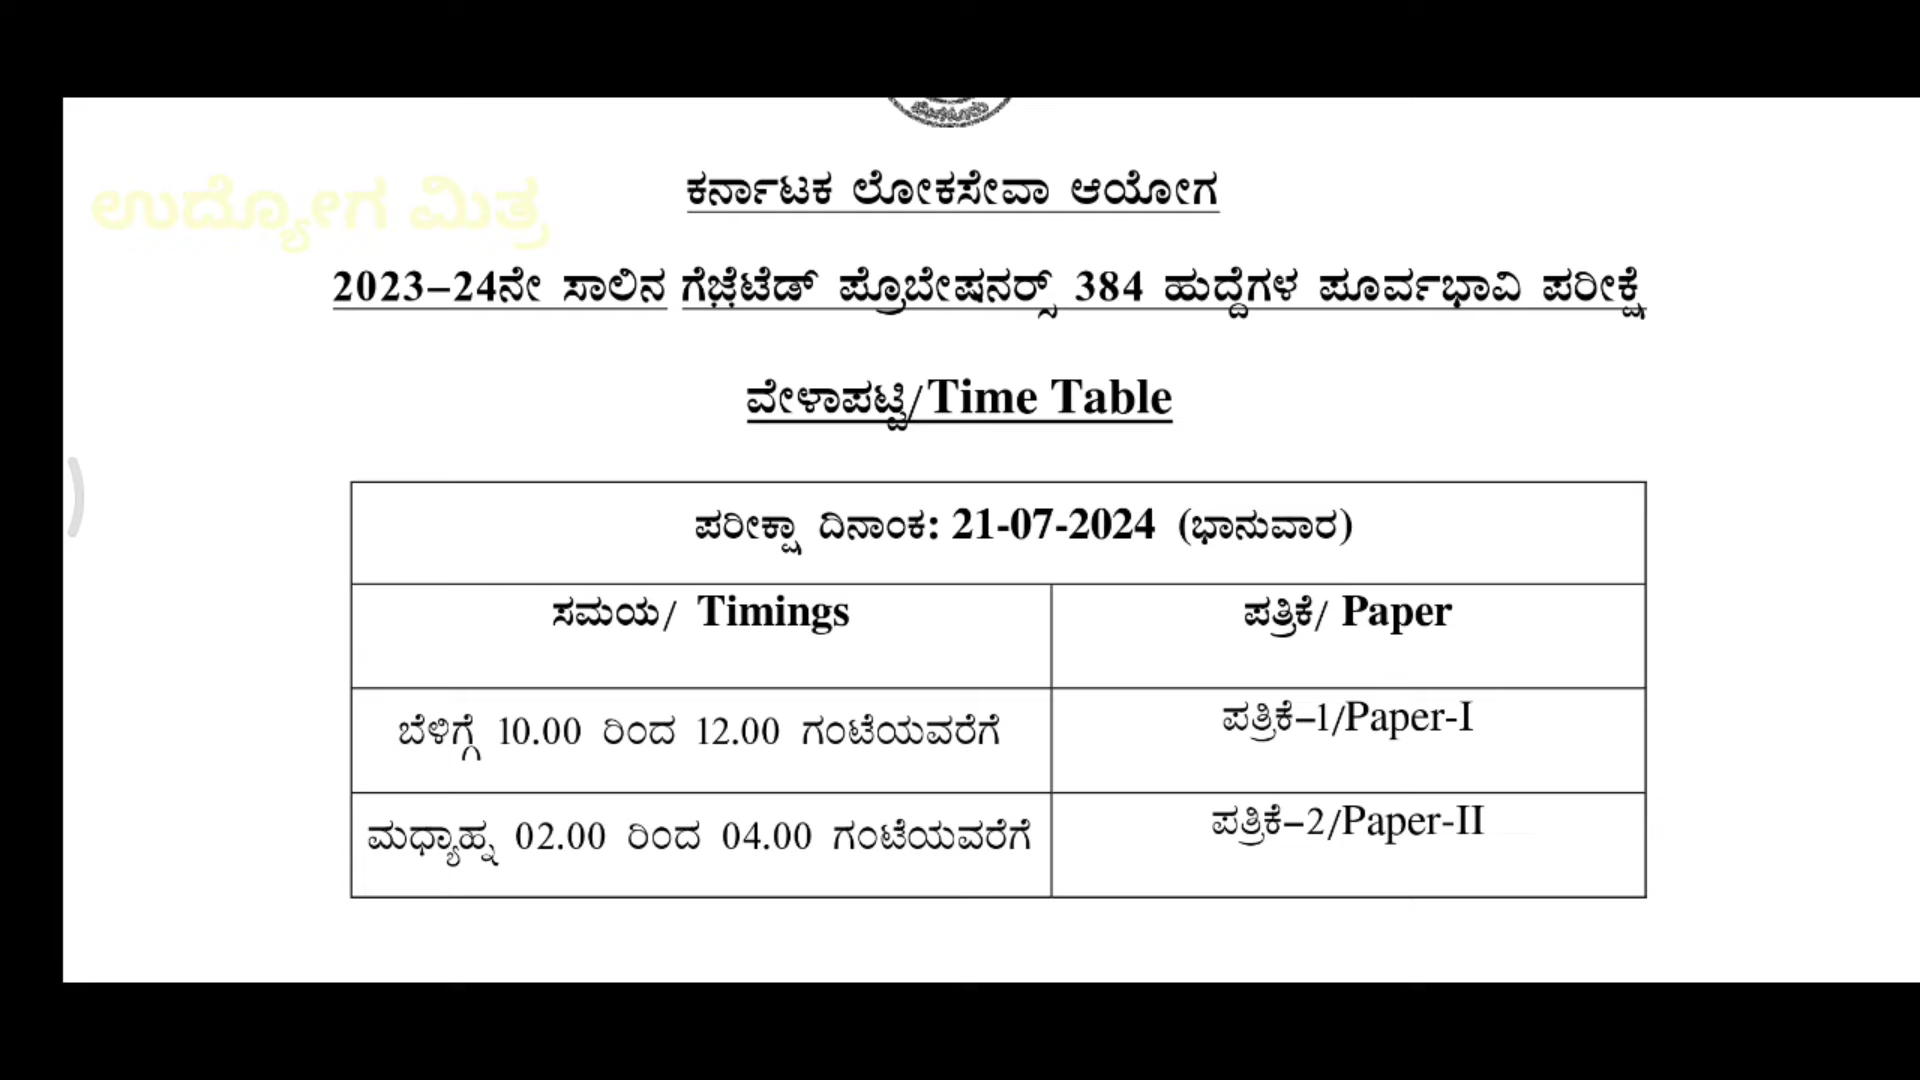 ಉದ್ಯೋಗ ಮಿತ್ರ
ಕರ್ನಾಟಕ ಲೋಕಸೇವಾ ಆಯೋಗ
2023–24ನೇ ಸಾಲಿನ ಗೆಜೆಟೆಡ್ ಪ್ರೊಬೇಷನರ್ಸ್ 384 ಹುದ್ದೆಗಳ ಪೂರ್ವಭಾವಿ ಪರೀಕ್ಷೆ
ವೇಳಾಪಟ್ಟಿ/Time Table
ಪರೀಕ್ಷಾ ದಿನಾಂಕ: 21-07-2024 (ಭಾನುವಾರ)
ಸಮಯ/ Timings ಪತ್ರಿಕೆ/ Paper
ಬೆಳಿಗ್ಗೆ 10.00 ರಿಂದ 12.00 ಗಂಟೆಯವರೆಗೆ ಪತ್ರಿಕೆ–1/Paper-I
ಮಧ್ಯಾಹ್ನ 02.00 ರಿಂದ 04.00 ಗಂಟೆಯವರೆಗೆ ಪತ್ರಿಕೆ–2/Paper-II